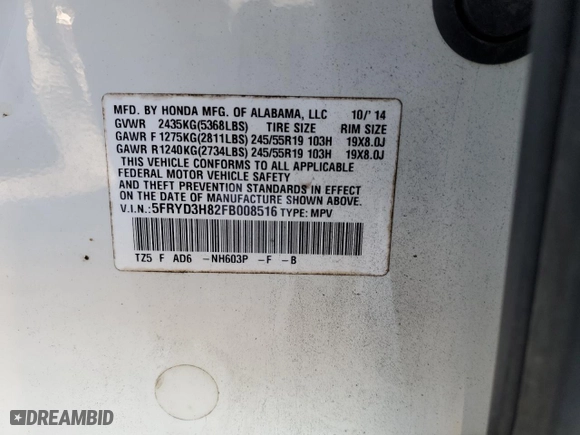 MFD. BY HONDA MFG. OF ALABAMA, LLC 10/'14
GVWR 2435KG(5368LBS) TIRE SIZE RIM SIZE
GAWR F 1275KG(2811LBS) 245/55R19 103H 19X8.0J
GAWR R 1240KG(2734LBS) 245/55R19 103H 19X8.0J
THIS VEHICLE CONFORMS TO ALL APPLICABLE
FEDERAL MOTOR VEHICLE SAFETY
AND THEFT PREVENTION STANDARDS IN EFFECT
ON THE DATE OF MANUFACTURE SHOWN ABOVE.
V.I.N.: 5FRYD3H82FB008516 TYPE: MPV
TZ5 F AD6 -NH603P -F -B
DREAMBID